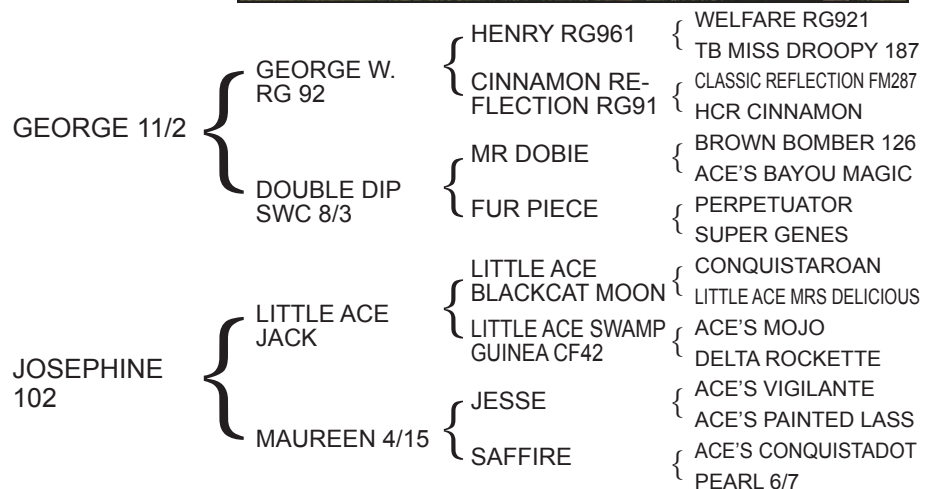 GEORGE 11/2
GEORGE W.
RG 92
HENRY RG961
WELFARE RG921
TB MISS DROOPY 187
CINNAMON RE-
FLECTION RG91
CLASSIC REFLECTION FM287
HCR CINNAMON
DOUBLE DIP
SWC 8/3
MR DOBIE
BROWN BOMBER 126
ACE'S BAYOU MAGIC
FUR PIECE
PERPETUATOR
SUPER GENES
JOSEPHINE
102
LITTLE ACE
JACK
LITTLE ACE
BLACKCAT MOON
CONQUISTAROAN
LITTLE ACE MRS DELICIOUS
LITTLE ACE SWAMP
GUINEA CF42
ACE'S MOJO
DELTA ROCKETTE
MAUREEN 4/15
JESSE
ACE'S VIGILANTE
ACE'S PAINTED LASS
SAFFIRE
ACE'S CONQUISTADOT
PEARL 6/7